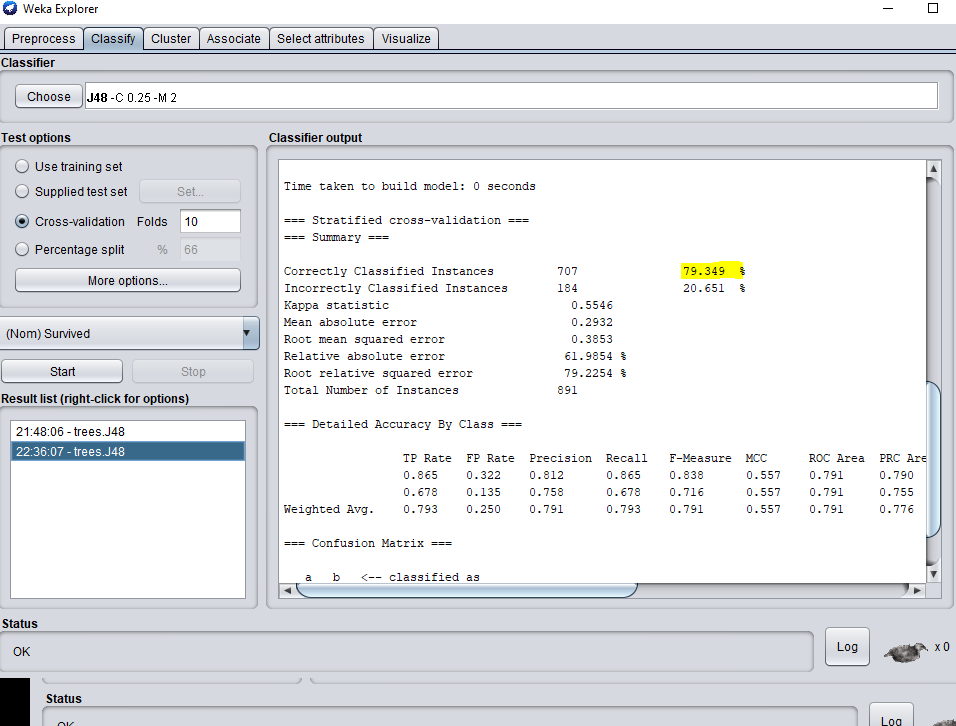 Weka Explorer
Preprocess Classify Cluster Associate Select attributes Visualize
Classifier
Choose J48 -C 0.25 -M 2
Test options
Use training set
Supplied test set Set...
Cross-validation Folds 10
Percentage split % 66
More options...
(Nom) Survived
Start Stop
Result list (right-click for options)
21:48:06 - trees.J48
22:36:07 - trees.J48
Classifier output
Time taken to build model: 0 seconds
=== Stratified cross-validation ===
=== Summary ===
Correctly Classified Instances 707 79.349 %
Incorrectly Classified Instances 184 20.651 %
Kappa statistic 0.5546
Mean absolute error 0.2932
Root mean squared error 0.3853
Relative absolute error 61.9854 %
Root relative squared error 79.2254 %
Total Number of Instances 891
=== Detailed Accuracy By Class ===
TP Rate FP Rate Precision Recall F-Measure MCC ROC Area PRC Are
0.865 0.322 0.812 0.865 0.838 0.557 0.791 0.790
0.678 0.135 0.758 0.678 0.716 0.557 0.791 0.755
Weighted Avg. 0.793 0.250 0.791 0.793 0.791 0.557 0.791 0.776
=== Confusion Matrix ===
a b <-- classified as
Status
OK
Log x 0
Status
OK
Log